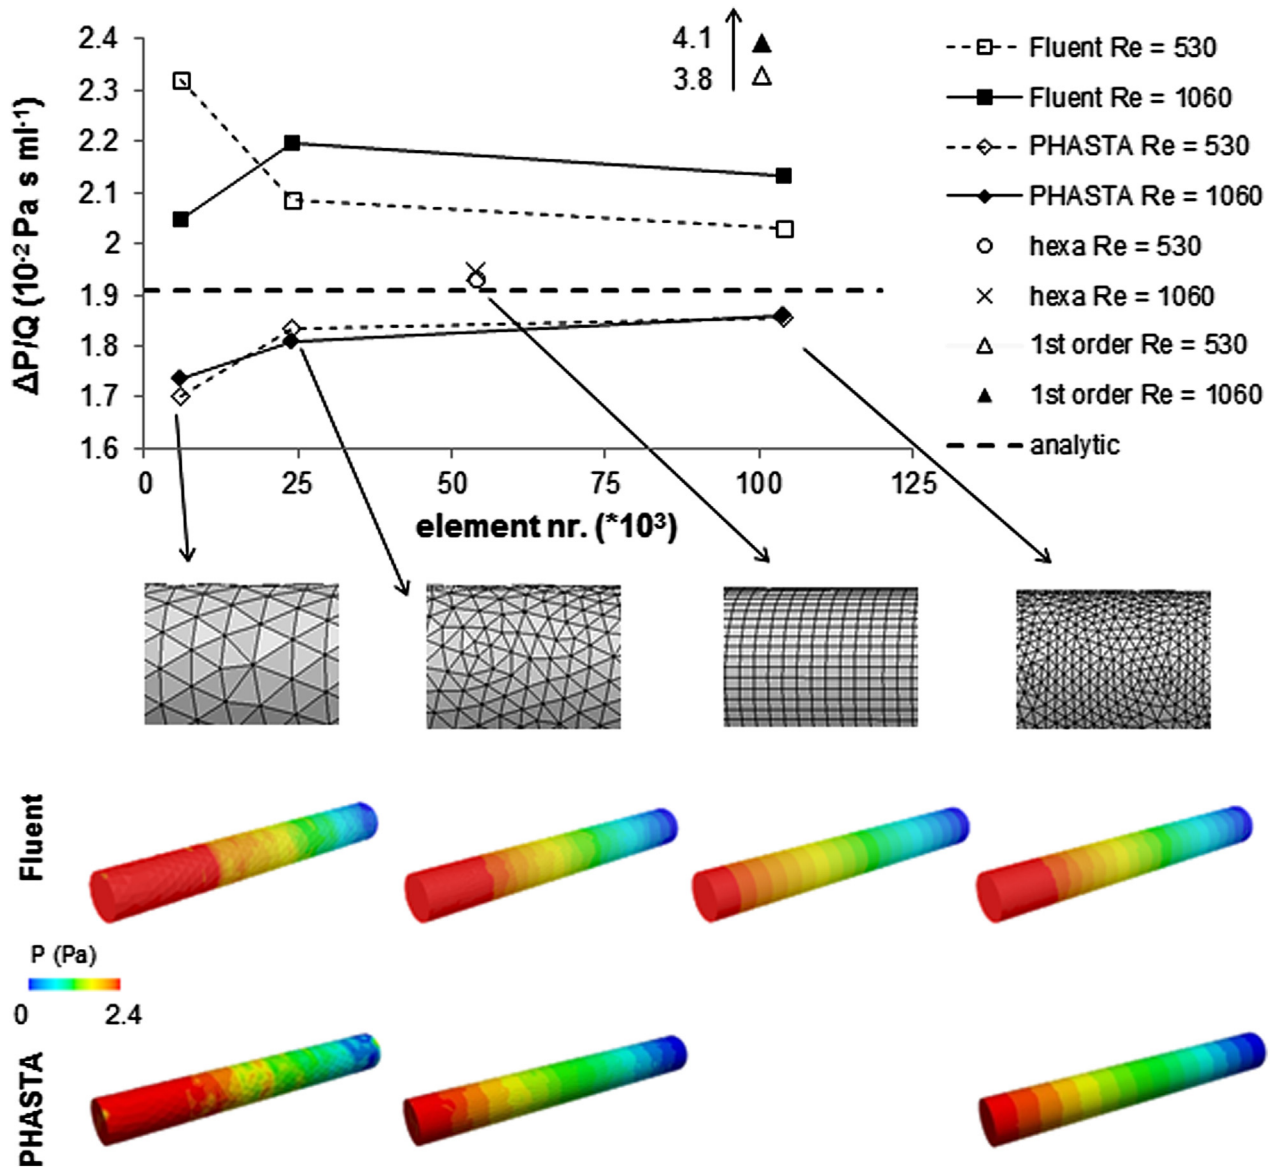 2.4
2.3
2.2
2.1
2
1.9
1.8
1.7
1.6
ΔP/Q (10⁻² Pa s ml⁻¹)
4.1
3.8
0 25 50 75 100 125
element nr. (*10³)
Fluent Re = 530
Fluent Re = 1060
PHASTA Re = 530
PHASTA Re = 1060
hexa Re = 530
hexa Re = 1060
1st order Re = 530
1st order Re = 1060
analytic
Fluent
P (Pa)
0 2.4
PHASTA